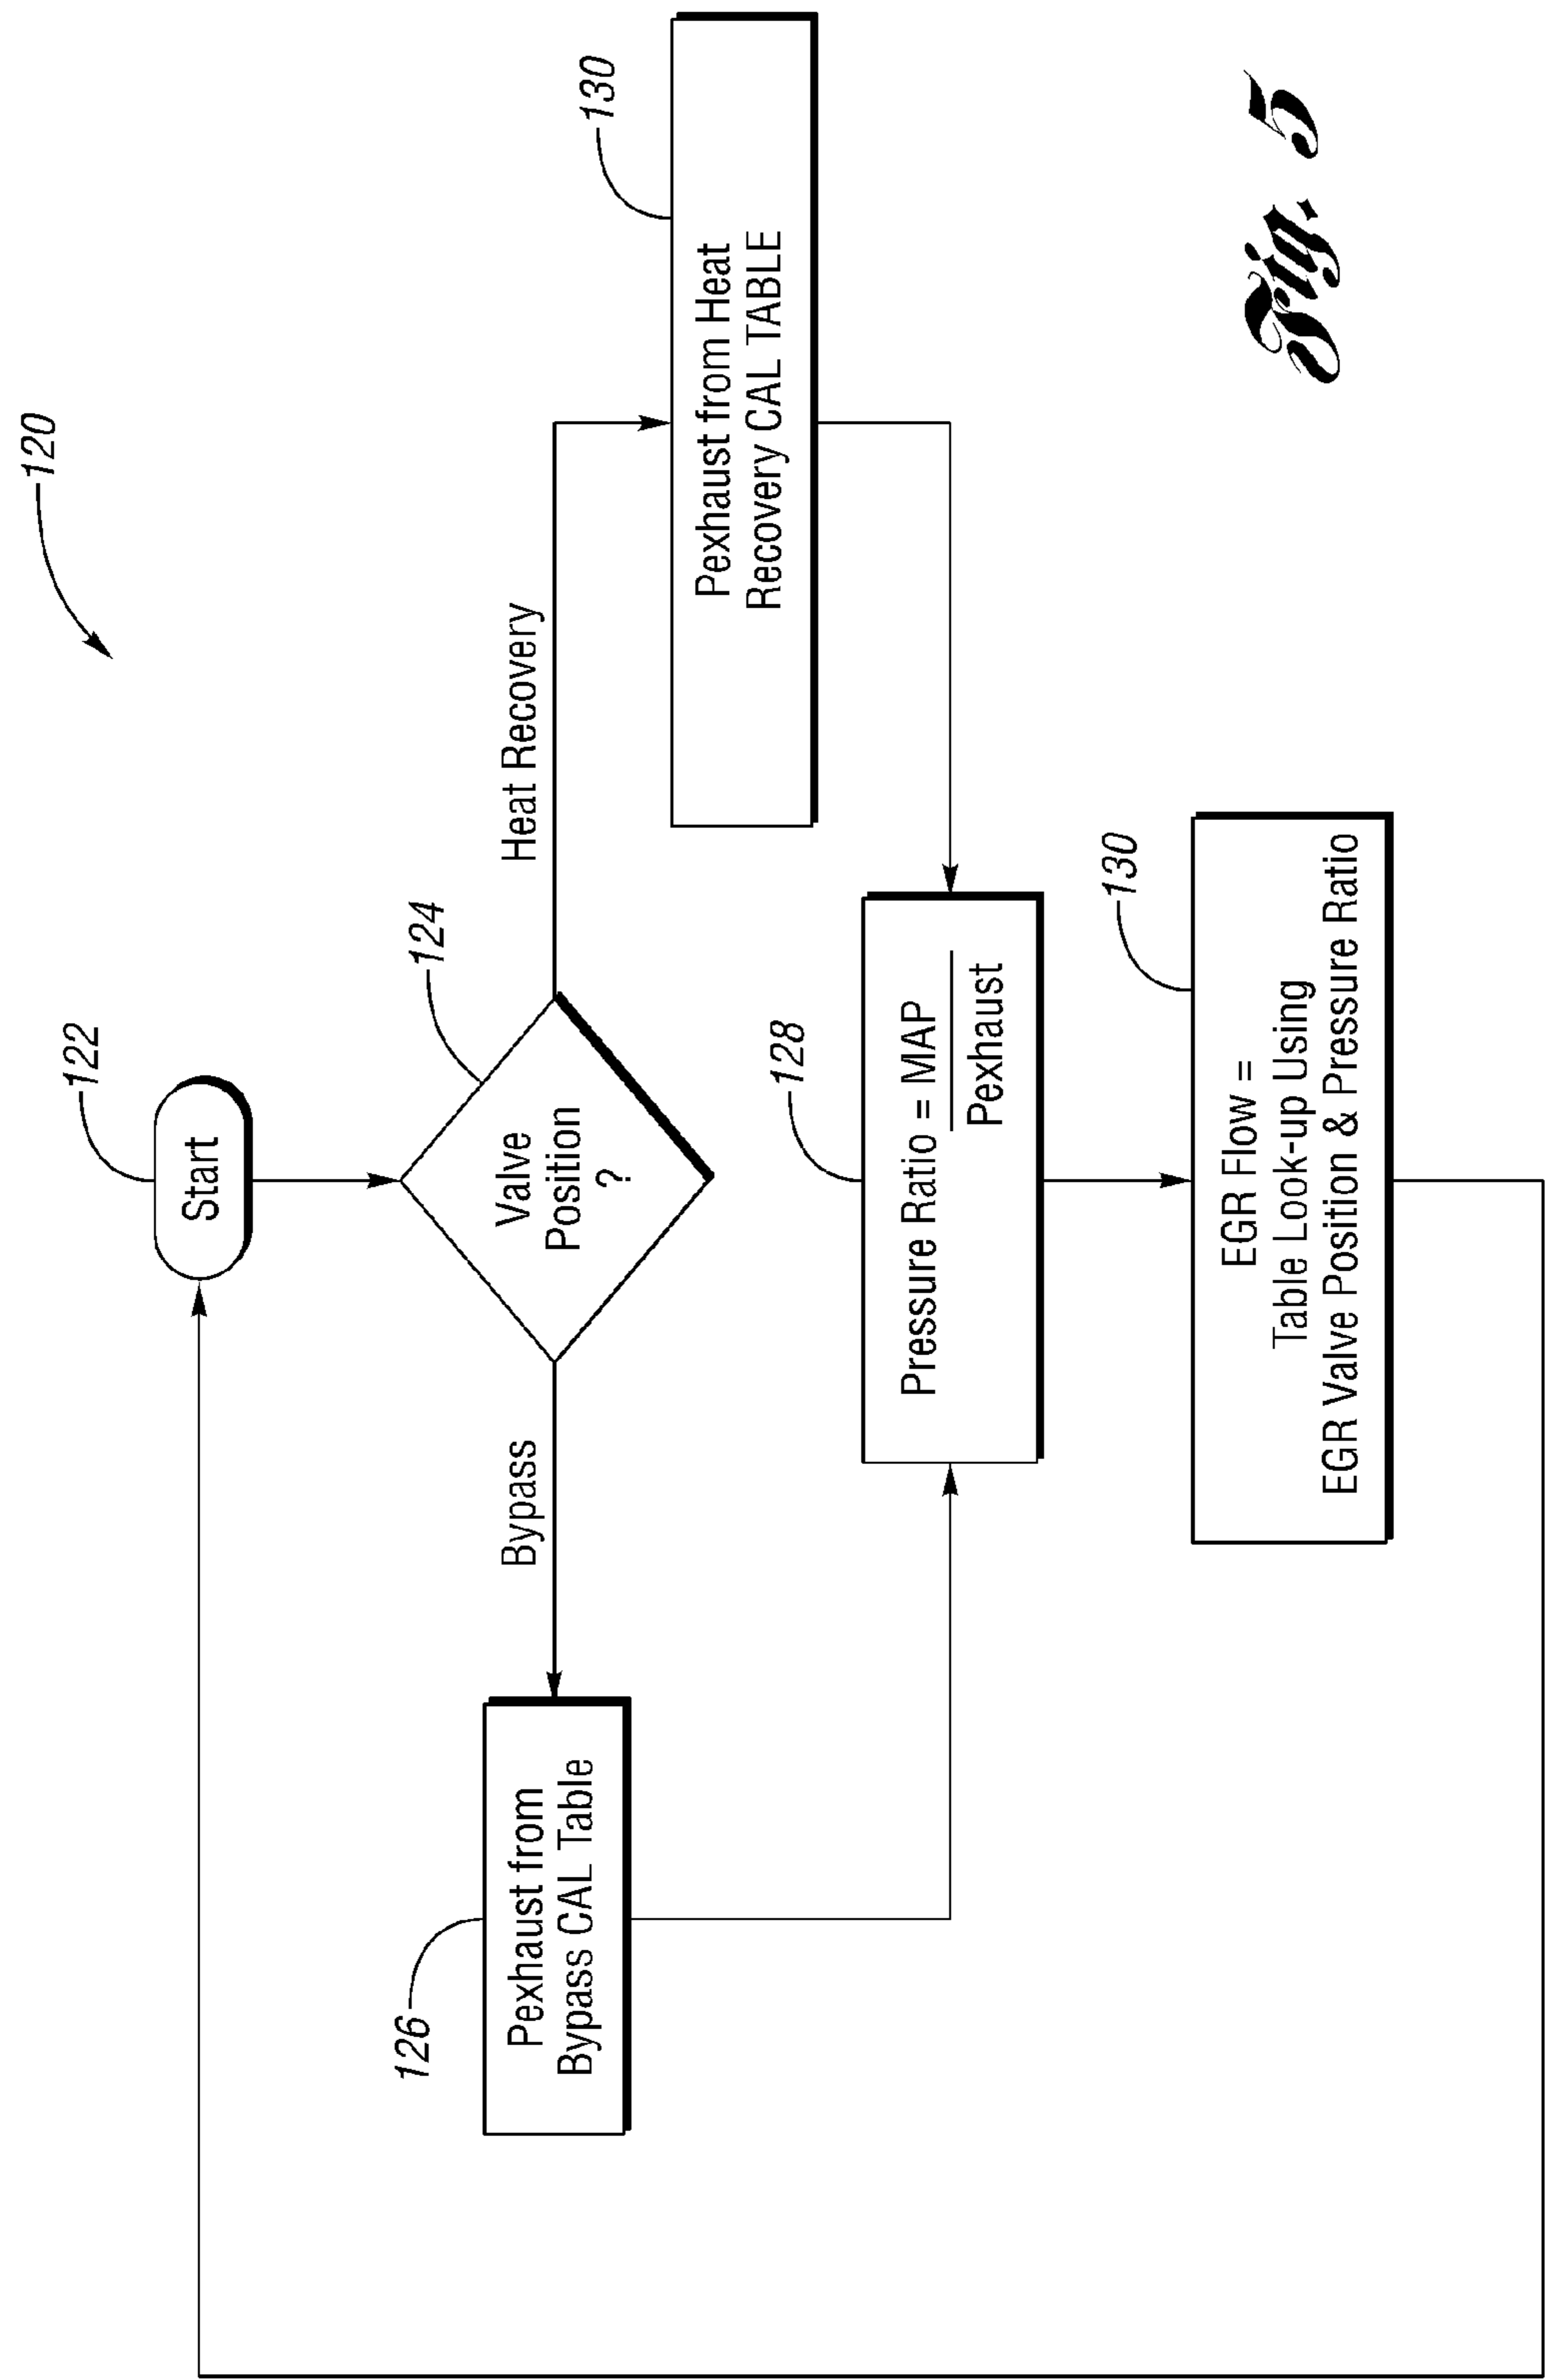 120
122
Start
124
Valve
Position
?
Bypass
Heat Recovery
126
Pexhaust from
Bypass CAL Table
130
Pexhaust from Heat
Recovery CAL TABLE
128
Pressure Ratio = MAP
Pexhaust
130
EGR Flow =
Table Look-up Using
EGR Valve Position & Pressure Ratio
Fig. 5